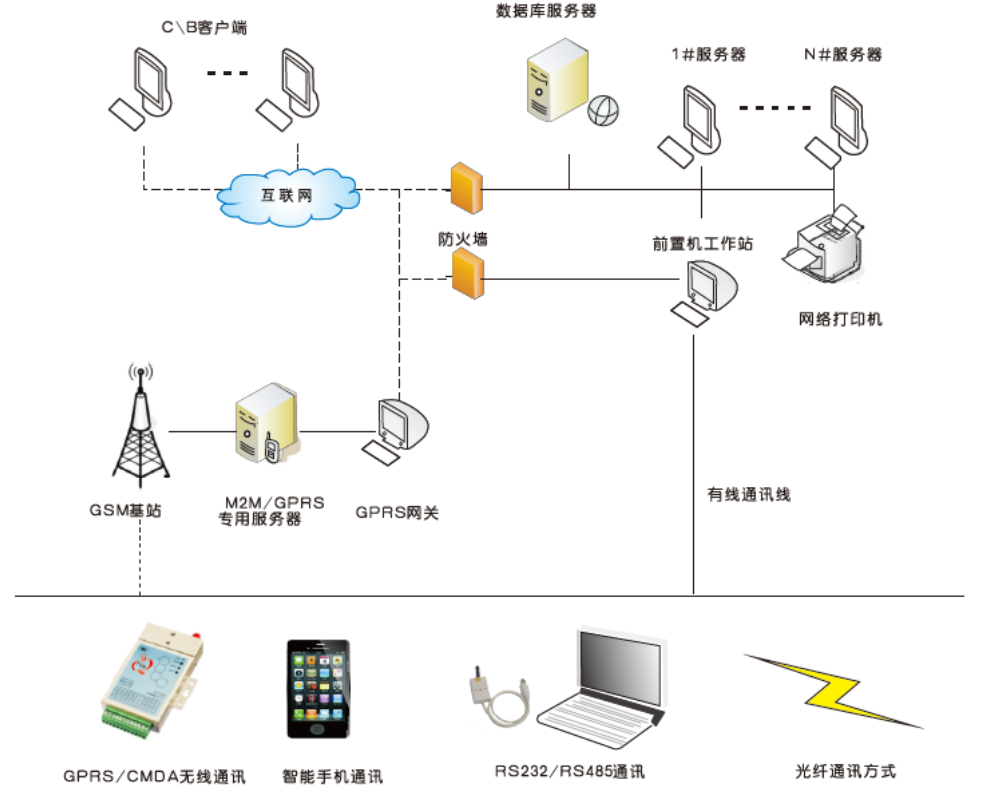 数据库服务器
C\B客户端
1#服务器
N#服务器
互联网
防火墙
前置机工作站
网络打印机
有线通讯线
GSM基站
M2M/GPRS
专用服务器
GPRS网关
GPRS/CMDA无线通讯
智能手机通讯
RS232/RS485通讯
光纤通讯方式